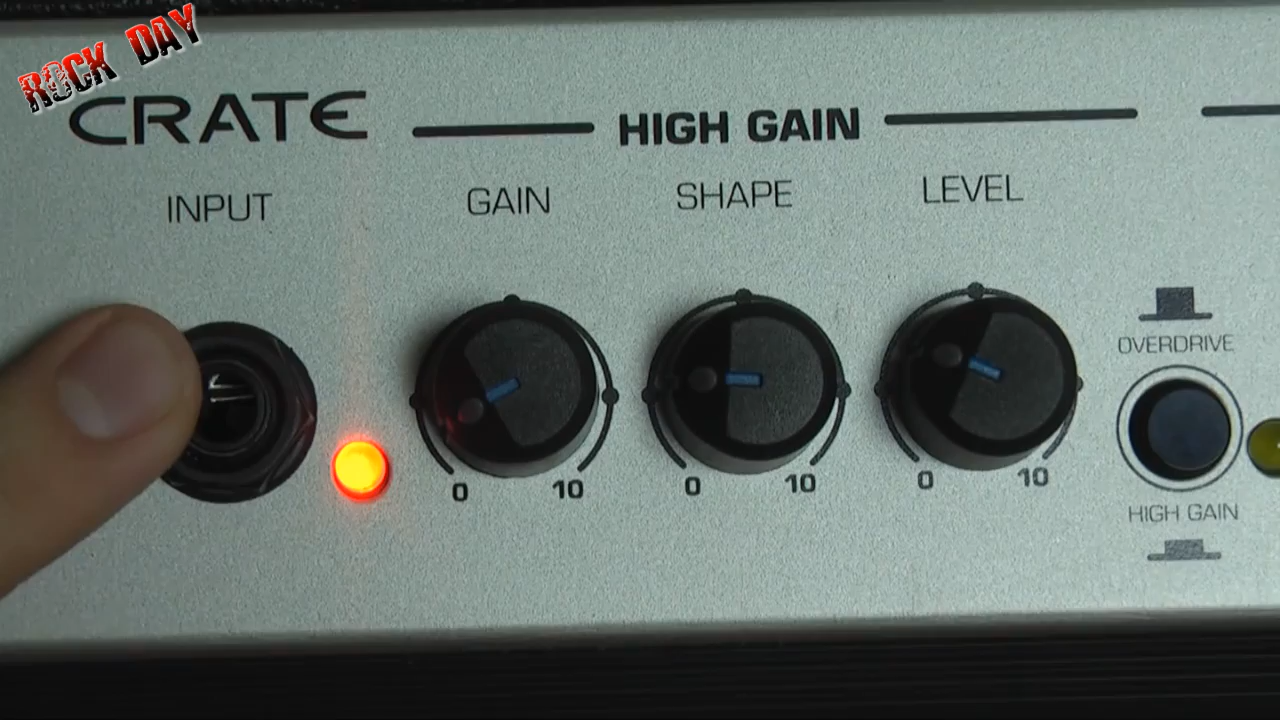 ROCK DAY
CRATE
HIGH GAIN
INPUT
GAIN
SHAPE
LEVEL
OVERDRIVE
0 10
0 10
0 10
HIGH GAIN